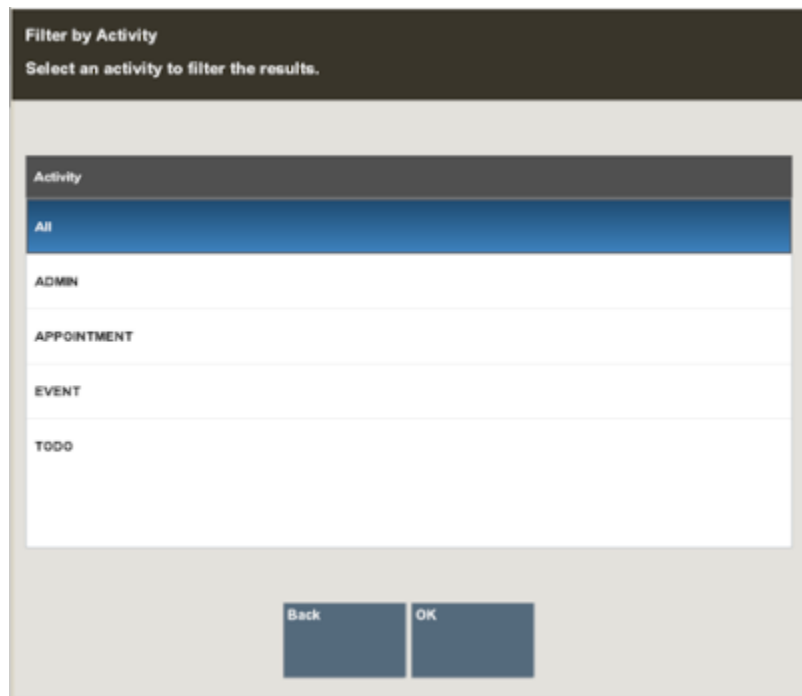 Filter by Activity
Select an activity to filter the results.
Activity
All
ADMIN
APPOINTMENT
EVENT
TODO
Back
OK